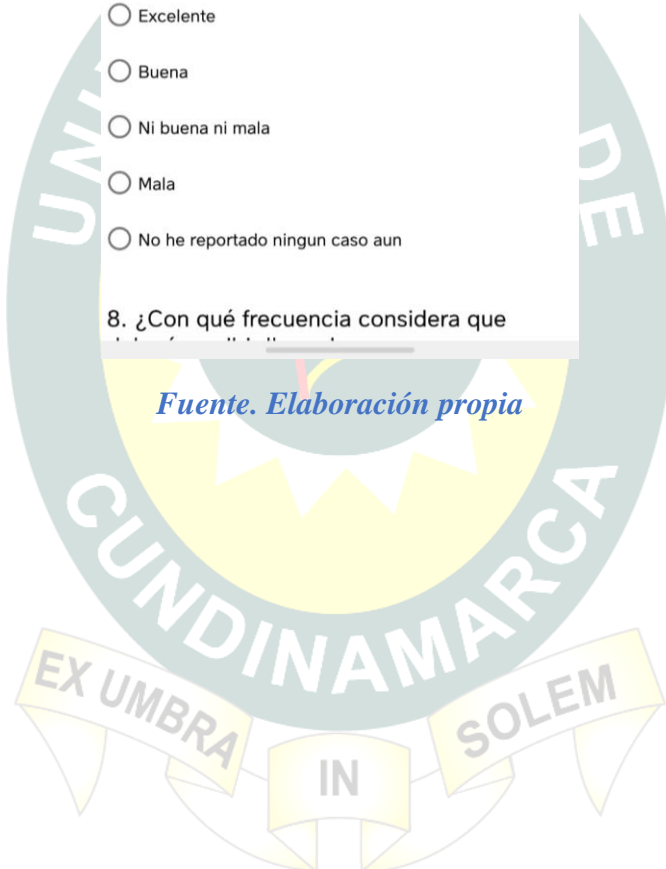 Excelente
Buena
Ni buena ni mala
Mala
No he reportado ningun caso aun
8. ¿Con qué frecuencia considera que
Fuente. Elaboración propia
DE
CUNDINAMARCA
EX UMBRA
IN
SOLEM